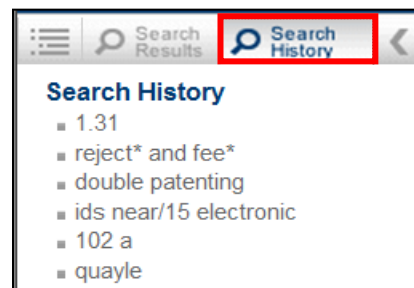 Search Results Search History
Search History
1.31
reject* and fee*
double patenting
ids near/15 electronic
102 a
quayle